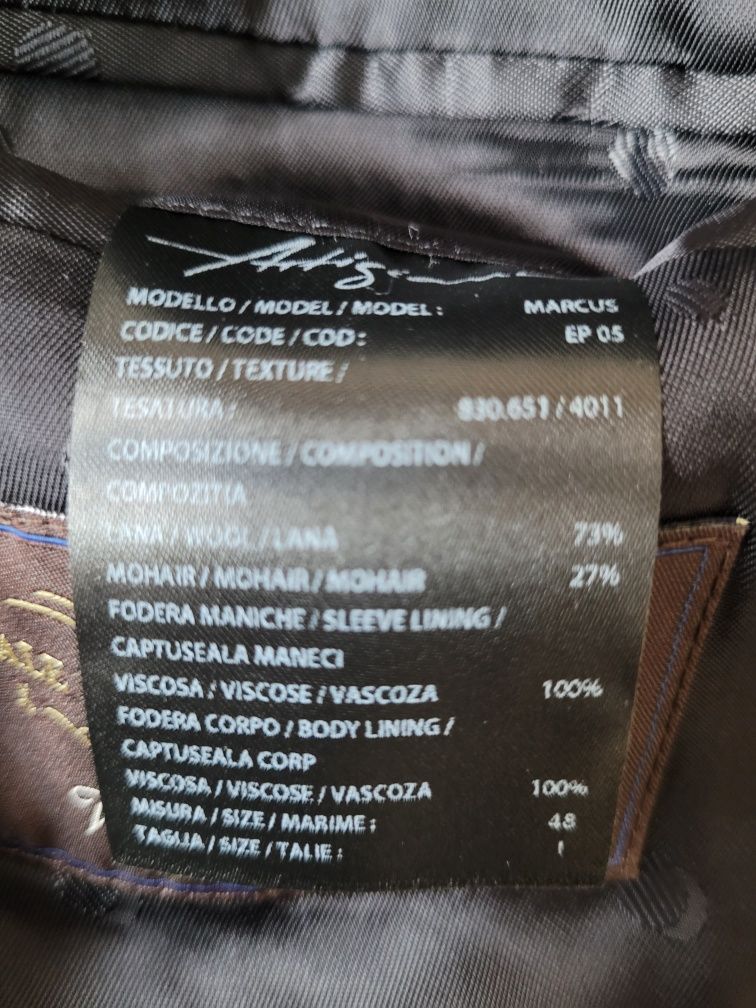 MODELLO / MODEL / MODEL : MARCUS
CODICE / CODE / COD : EP 05
TESSUTO / TEXTURE /
TESATURA : 830.651 / 4011
COMPOSIZIONE / COMPOSITION /
COMPOZITIA
LANA / WOOL / LANA 73%
MOHAIR / MOHAIR / MOHAIR 27%
FODERA MANICHE / SLEEVE LINING /
CAPTUSEALA MANECI
VISCOSA / VISCOSE / VASCOZA 100%
FODERA CORPO / BODY LINING /
CAPTUSEALA CORP
VISCOSA / VISCOSE / VASCOZA 100%
MISURA / SIZE / MARIME : 48
TAGLIA / SIZE / TALIE :